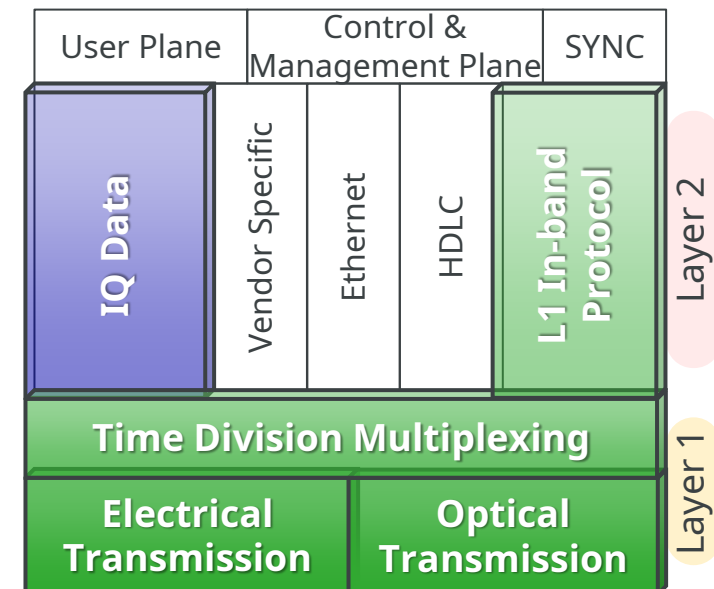 User Plane
Control &
Management Plane
SYNC
IQ Data
Vendor Specific
Ethernet
HDLC
L1 In-band
Protocol
Layer 2
Time Division Multiplexing
Layer 1
Electrical
Transmission
Optical
Transmission